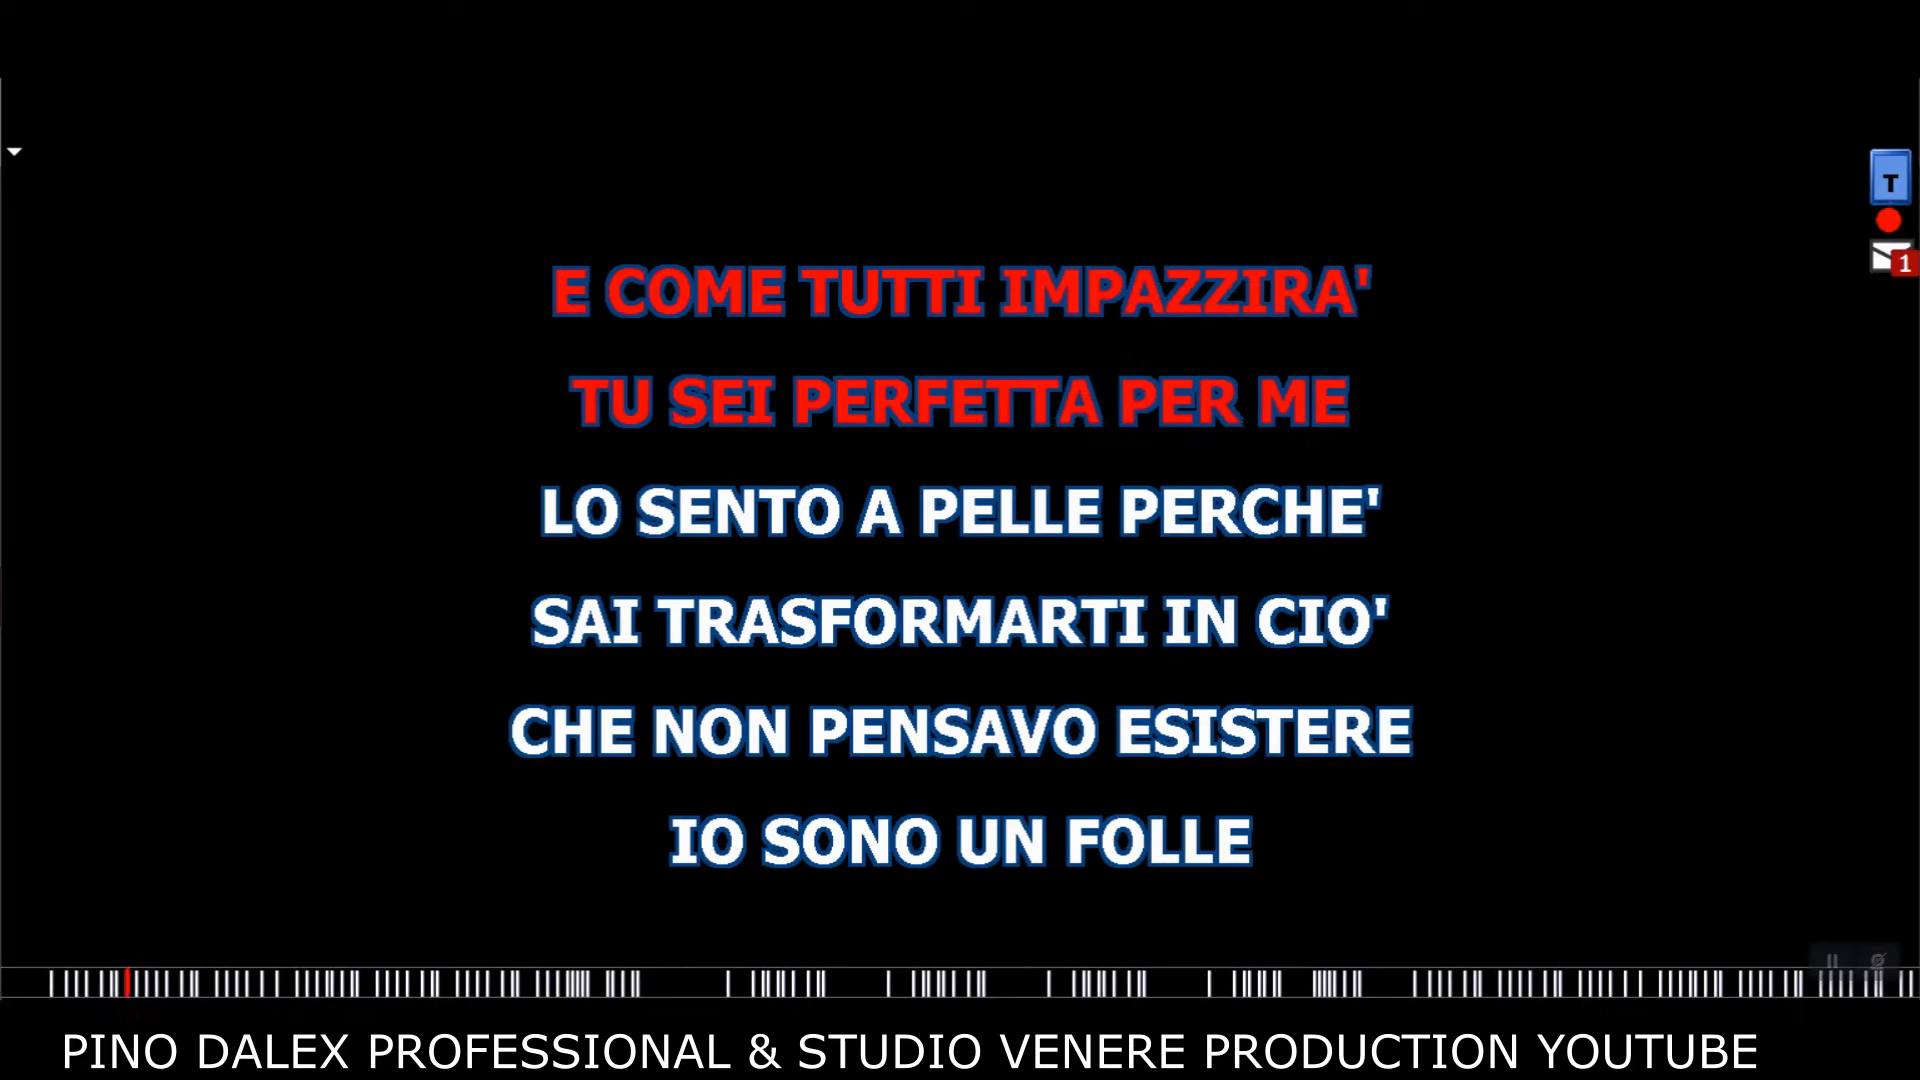 T
1
E COME TUTTI IMPAZZIRA'
TU SEI PERFETTA PER ME
LO SENTO A PELLE PERCHE'
SAI TRASFORMARTI IN CIO'
CHE NON PENSAVO ESISTERE
IO SONO UN FOLLE
PINO DALEX PROFESSIONAL & STUDIO VENERE PRODUCTION YOUTUBE